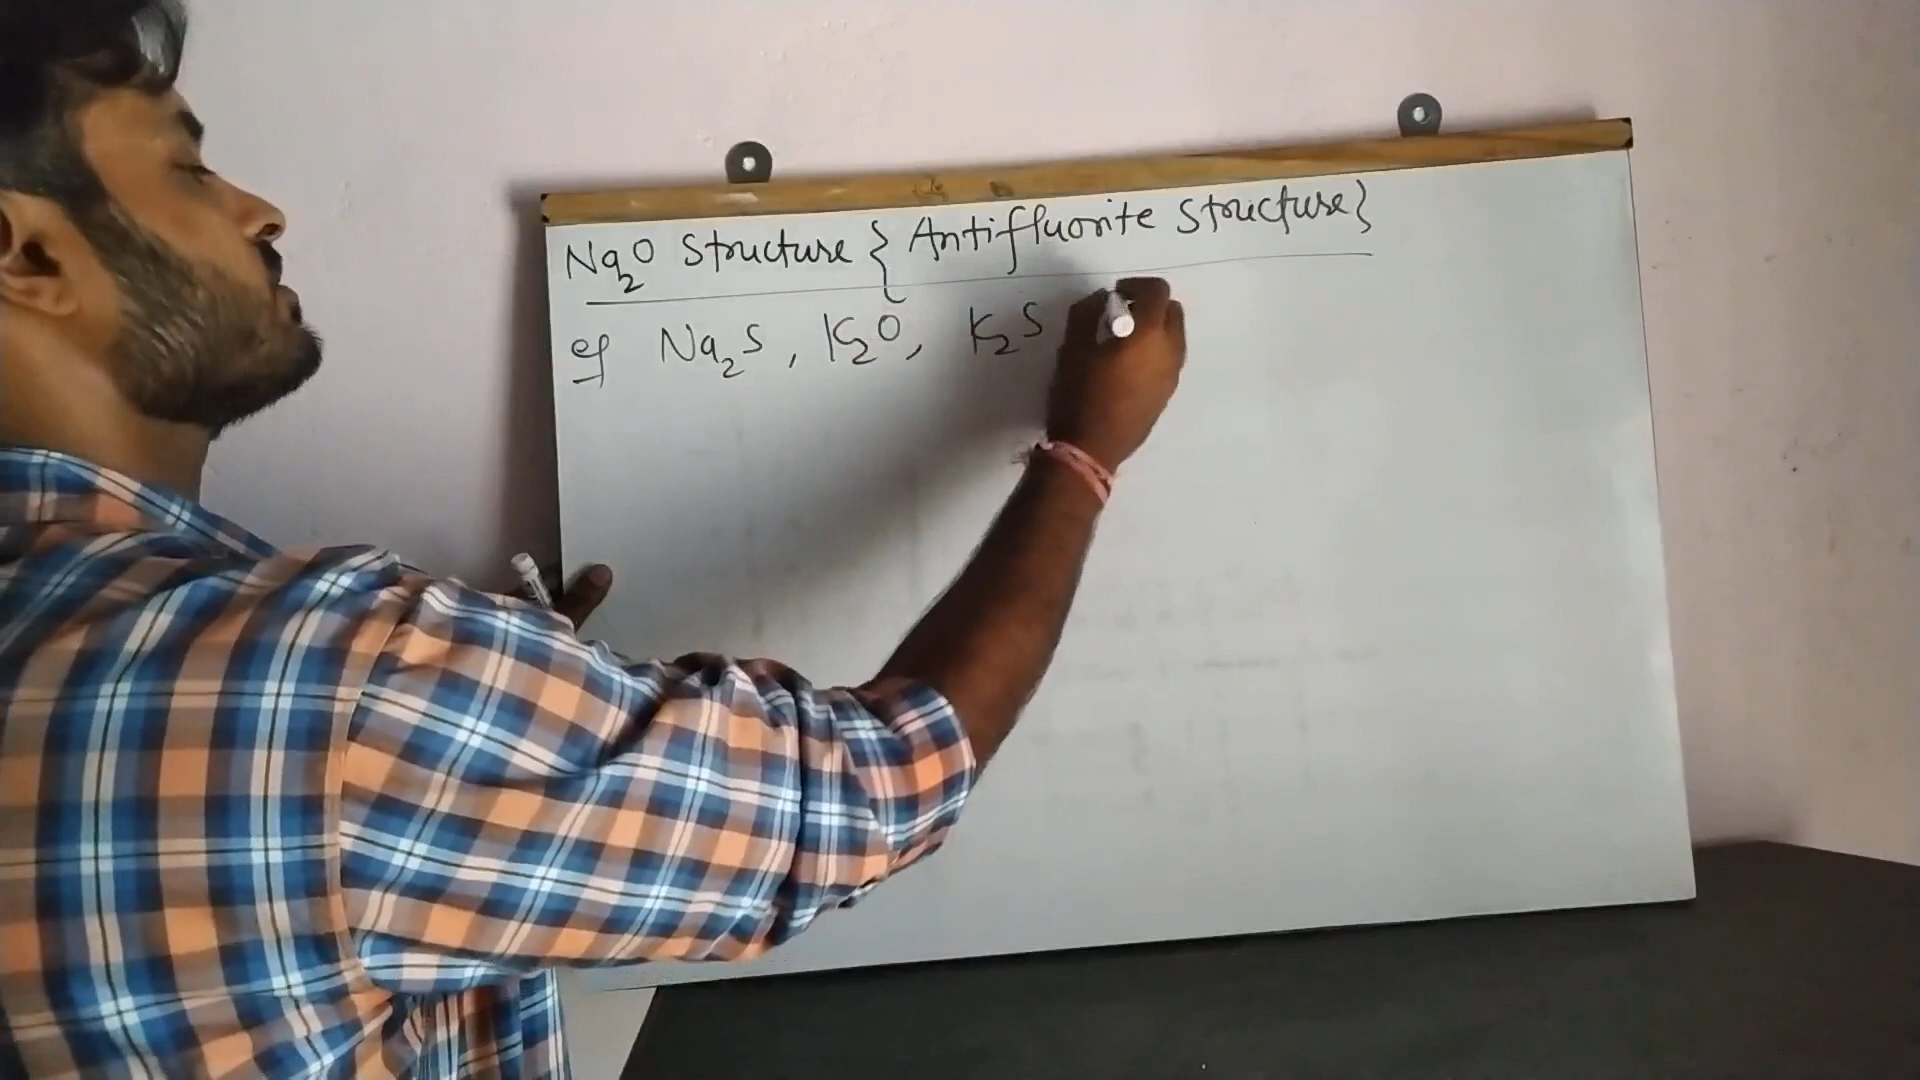 Na₂O Structure { Antifluorite Structure }
eg Na₂S, K₂O, K₂S